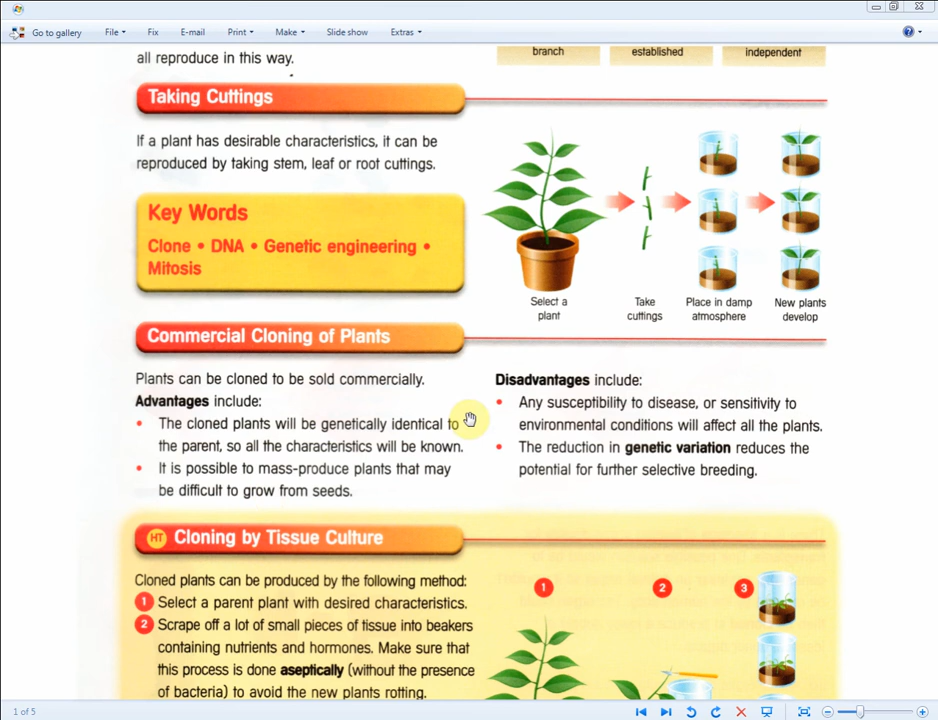 Go to gallery File Fix E-mail Print Make Slide show Extras
all reproduce in this way.
branch established independent
Taking Cuttings
If a plant has desirable characteristics, it can be
reproduced by taking stem, leaf or root cuttings.
Key Words
Clone • DNA • Genetic engineering •
Mitosis
Select a
plant
Take
cuttings
Place in damp
atmosphere
New plants
develop
Commercial Cloning of Plants
Plants can be cloned to be sold commercially.
Advantages include:
• The cloned plants will be genetically identical to
the parent, so all the characteristics will be known.
• It is possible to mass-produce plants that may
be difficult to grow from seeds.
Disadvantages include:
• Any susceptibility to disease, or sensitivity to
environmental conditions will affect all the plants.
• The reduction in genetic variation reduces the
potential for further selective breeding.
HT Cloning by Tissue Culture
Cloned plants can be produced by the following method:
1 Select a parent plant with desired characteristics.
2 Scrape off a lot of small pieces of tissue into beakers
containing nutrients and hormones. Make sure that
this process is done aseptically (without the presence
of bacteria) to avoid the new plants rotting.
1 2 3
1 of 5